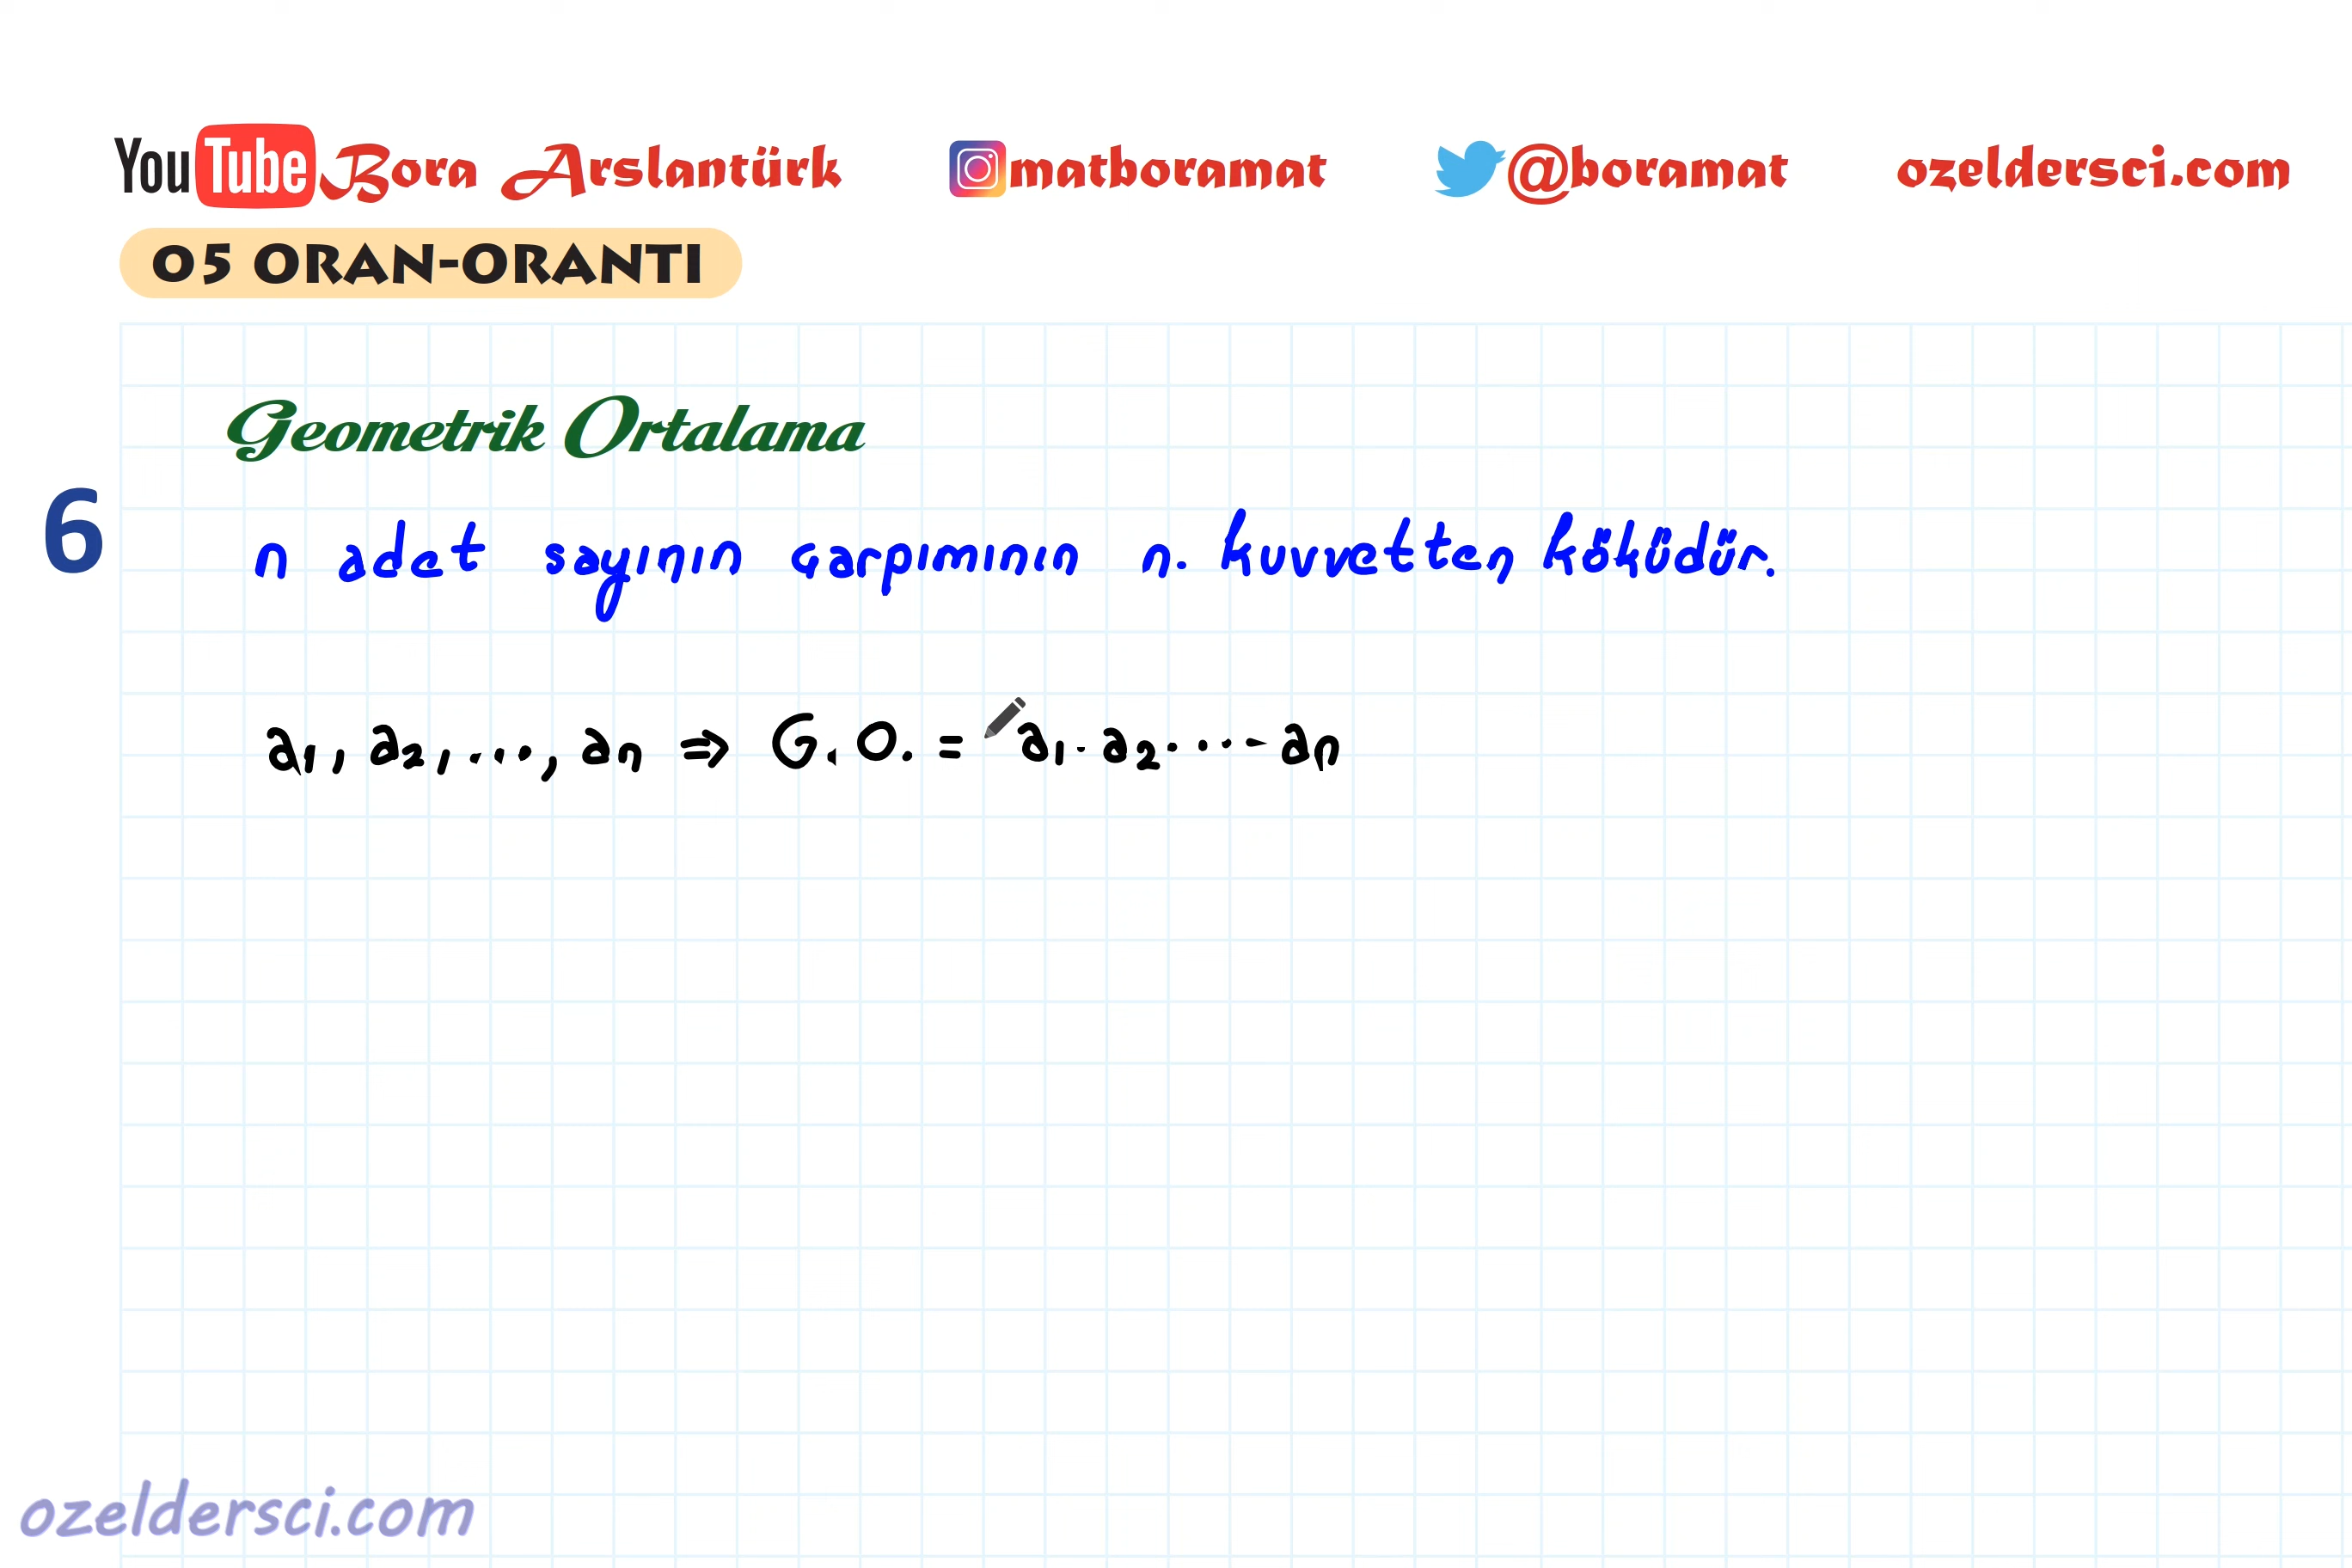 YouTube Bora Arslantürk matboramat @boramat ozeldersci.com
05 ORAN-ORANTI
Geometrik Ortalama
6
n adet sayının çarpımının n. kuvvetten köküdür.
a1, a2, ..., an ⇒ G.O. = a1·a2·...·an
ozeldersci.com